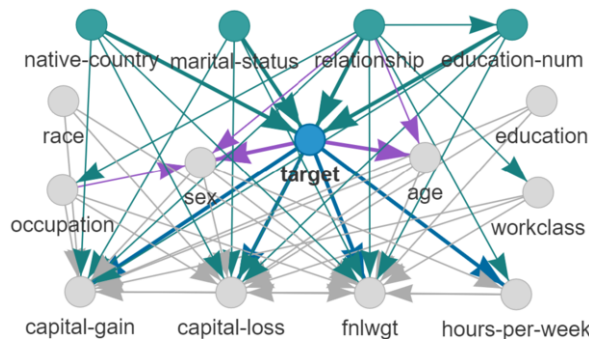 native-country marital-status relationship education-num
race education
sex target age
occupation workclass
capital-gain capital-loss fnlwgt hours-per-week